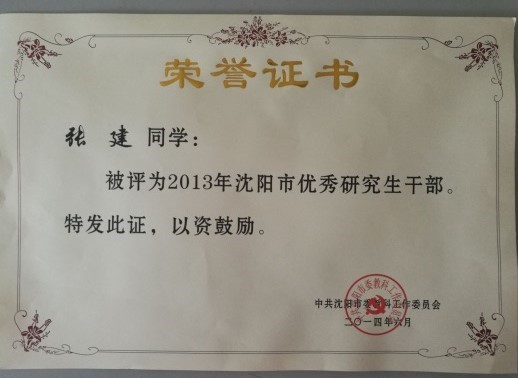 荣誉证书
张 建 同学：
被评为2013年沈阳市优秀研究生干部。
特发此证，以资鼓励。
中共沈阳市委教科工作委员会
二〇一四年六月